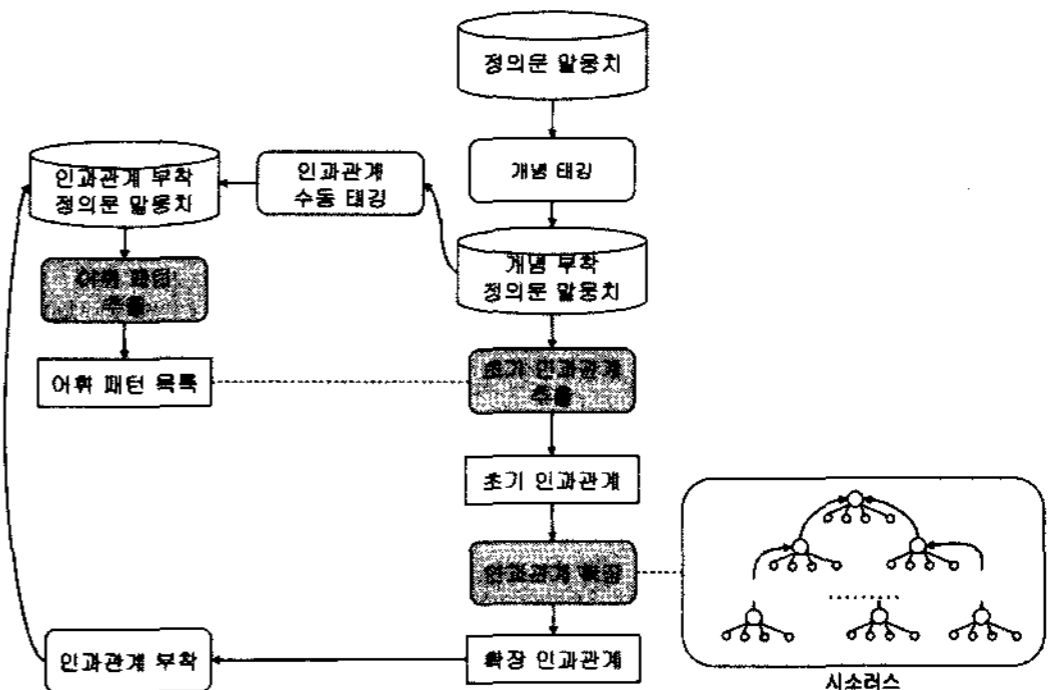 정의문 말뭉치
개념 태깅
인과관계 부착
정의문 말뭉치
인과관계
수동 태깅
개념 부착
정의문 말뭉치
어휘 패턴
추출
초기 인과관계
추출
어휘 패턴 목록
초기 인과관계
인과관계 확장
인과관계 부착
확장 인과관계
시소러스